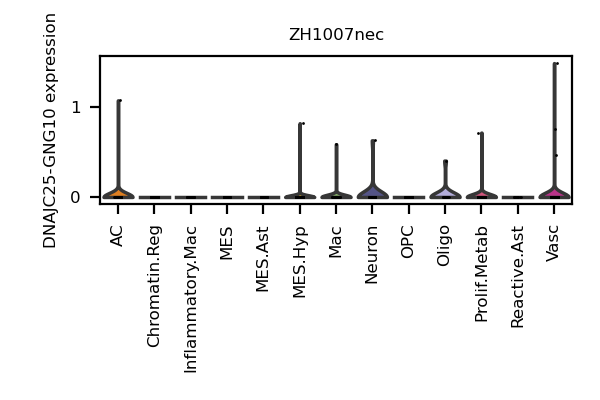 ZH1007nec
DNAJC25-GNG10 expression
1
0
AC
Chromatin.Reg
Inflammatory.Mac
MES
MES.Ast
MES.Hyp
Mac
Neuron
OPC
Oligo
Prolif.Metab
Reactive.Ast
Vasc